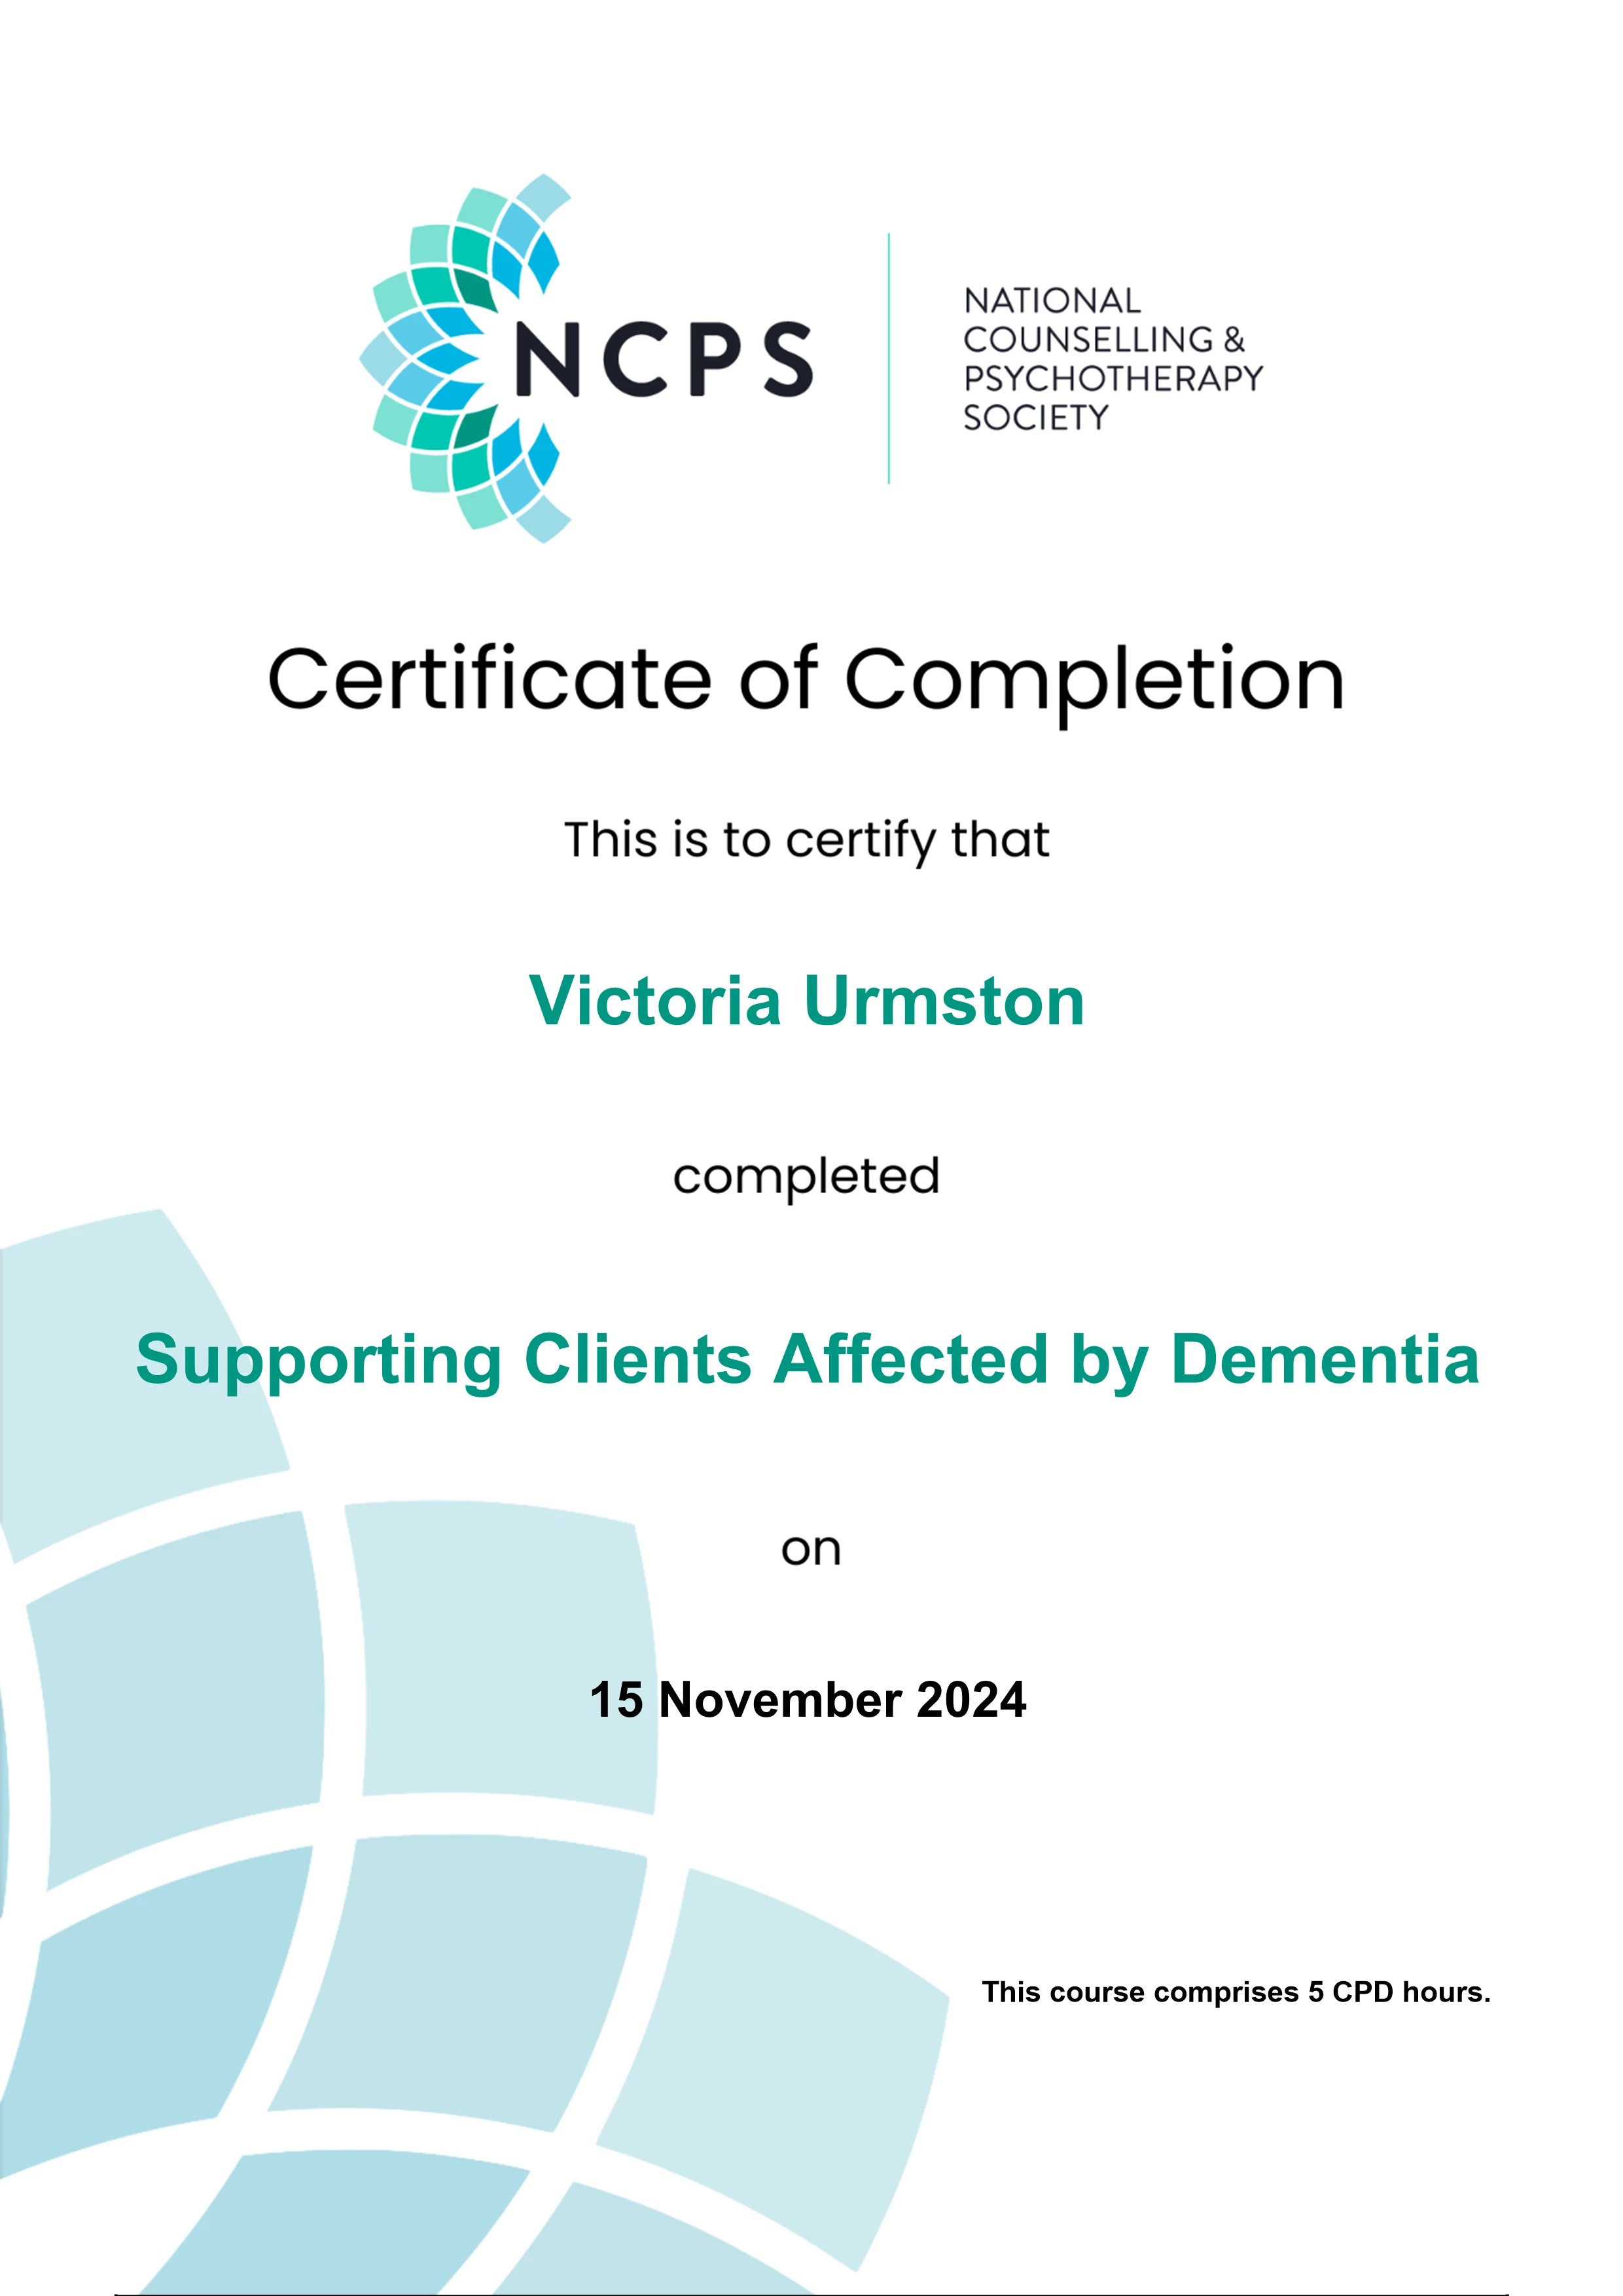 NCPS
NATIONAL
COUNSELLING &
PSYCHOTHERAPY
SOCIETY
Certificate of Completion
This is to certify that
Victoria Urmston
completed
Supporting Clients Affected by Dementia
on
15 November 2024
This course comprises 5 CPD hours.